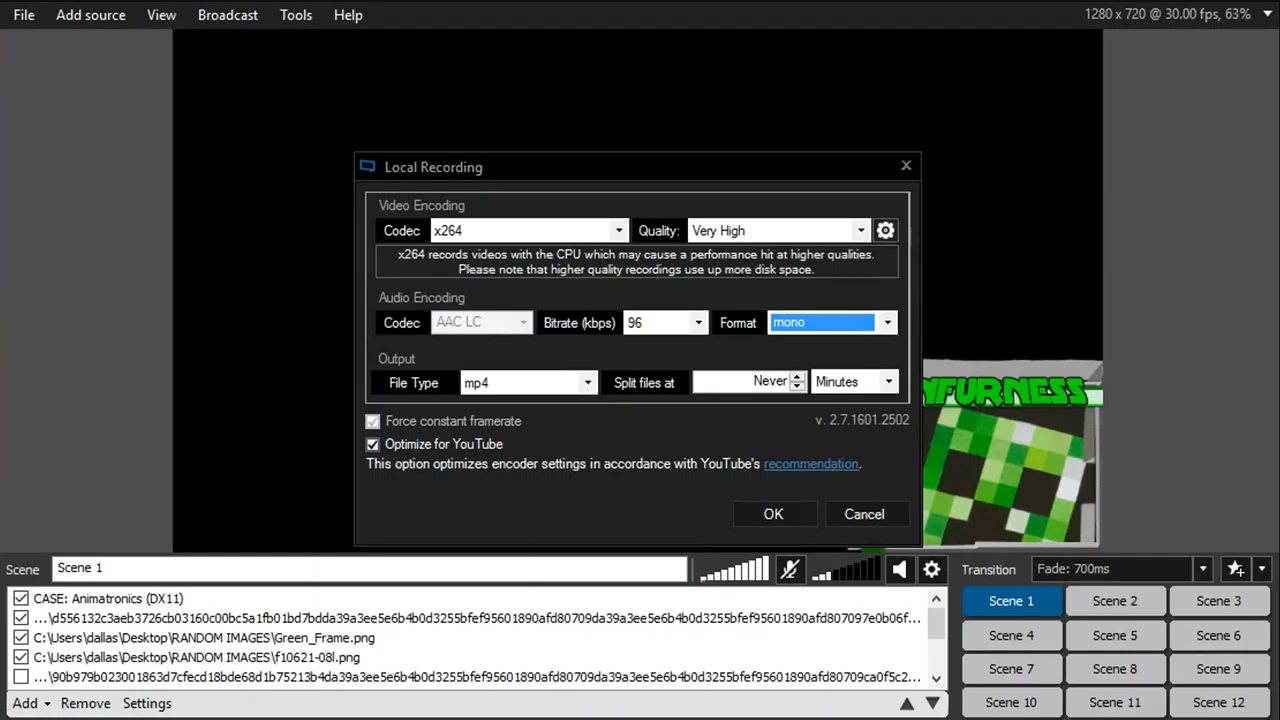 File Add source View Broadcast Tools Help 1280 x 720 @ 30.00 fps, 63%
Local Recording
Video Encoding
Codec x264 Quality: Very High
x264 records videos with the CPU which may cause a performance hit at higher qualities.
Please note that higher quality recordings use up more disk space.
Audio Encoding
Codec AAC LC Bitrate (kbps) 96 Format mono
Output
File Type mp4 Split files at Never Minutes
Force constant framerate v. 2.7.1601.2502
Optimize for YouTube
This option optimizes encoder settings in accordance with YouTube's recommendation.
OK Cancel
FURNESS
Scene Scene 1
Transition Fade: 700ms
CASE: Animatronics (DX11)
...\d556132c3aeb3726cb03160c00bc5a1fb01bd7bdda39a3ee5e6b4b0d3255bfef95601890afd80709da39a3ee5e6b4b0d3255bfef95601890afd807097e0b06f...
C:\Users\dallas\Desktop\RANDOM IMAGES\Green_Frame.png
C:\Users\dallas\Desktop\RANDOM IMAGES\f10621-08l.png
...\90b979b023001863d7cfecd18bde68d1b75213b4da39a3ee5e6b4b0d3255bfef95601890afd80709da39a3ee5e6b4b0d3255bfef95601890afd80709ca0f5c2...
Add Remove Settings
Scene 1 Scene 2 Scene 3
Scene 4 Scene 5 Scene 6
Scene 7 Scene 8 Scene 9
Scene 10 Scene 11 Scene 12